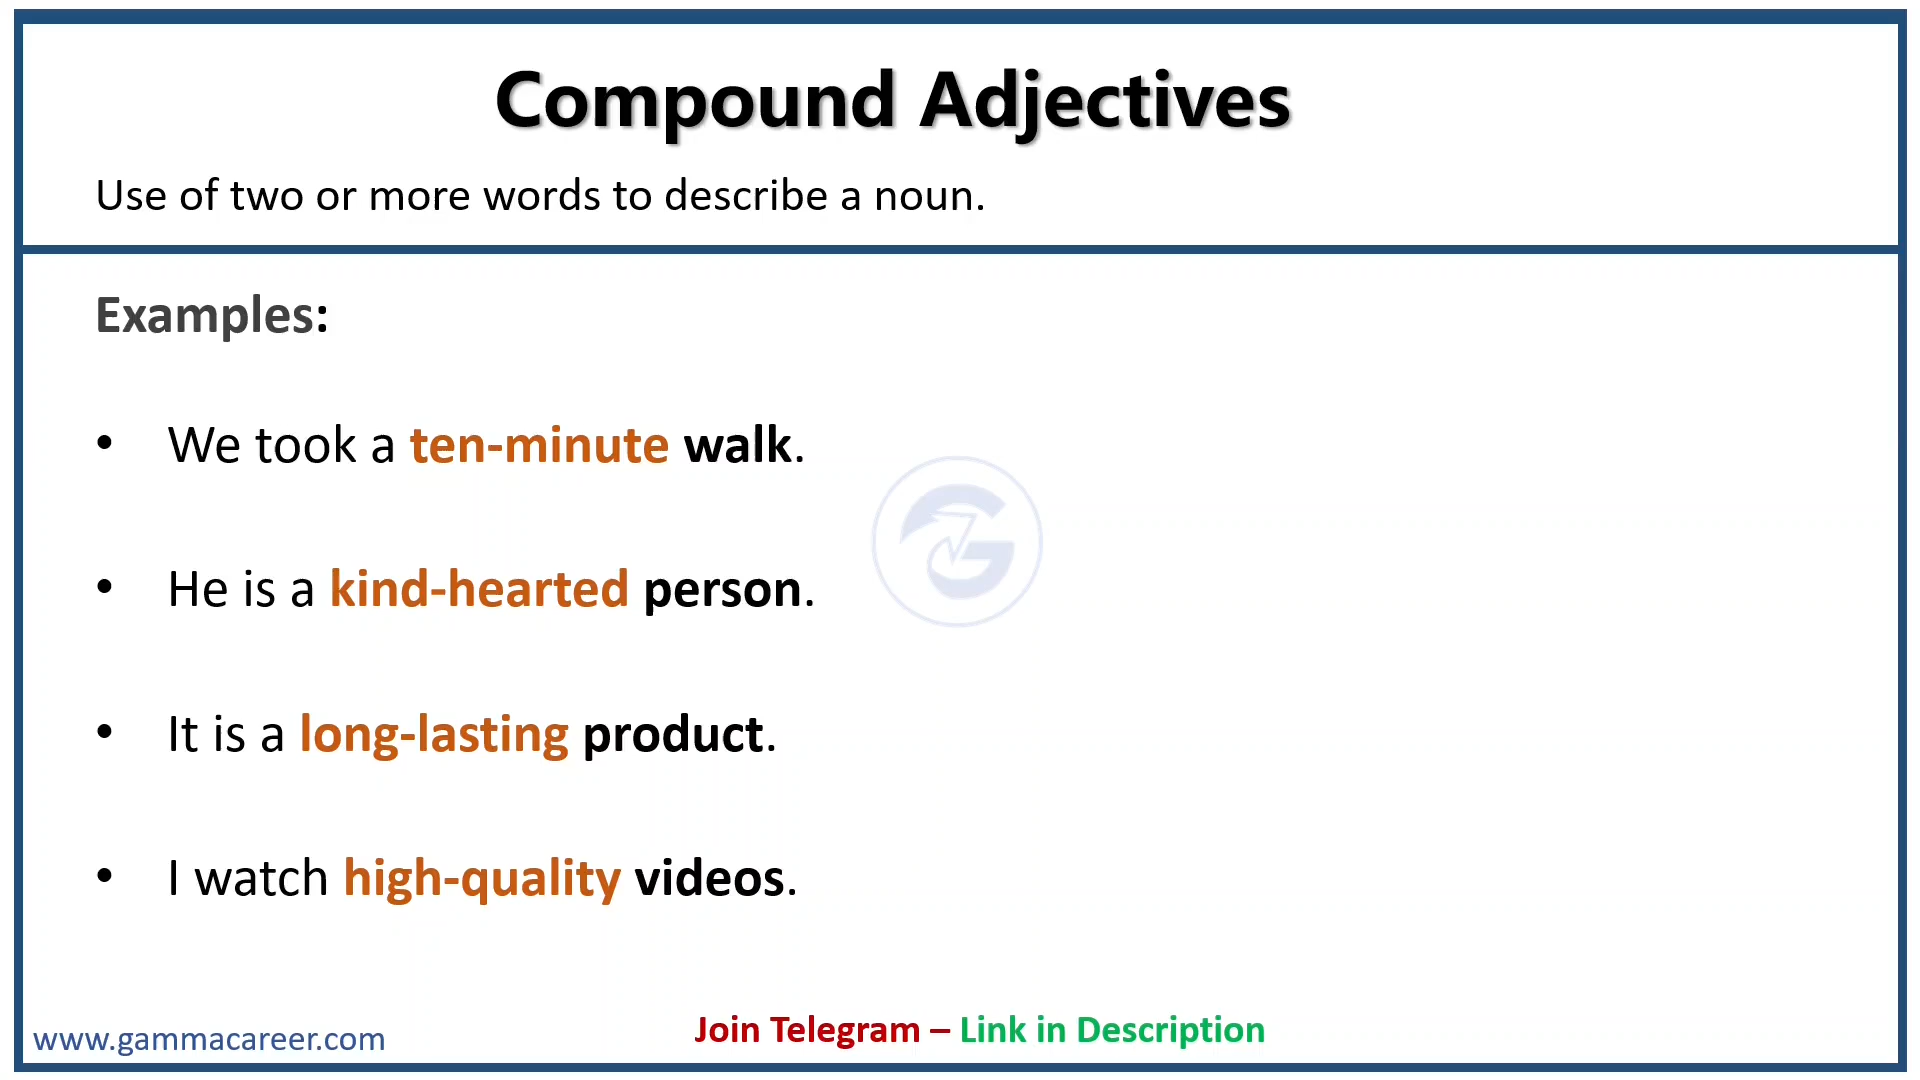 Compound Adjectives
Use of two or more words to describe a noun.
Examples:
• We took a ten-minute walk.
• He is a kind-hearted person.
• It is a long-lasting product.
• I watch high-quality videos.
www.gammacareer.com
Join Telegram – Link in Description